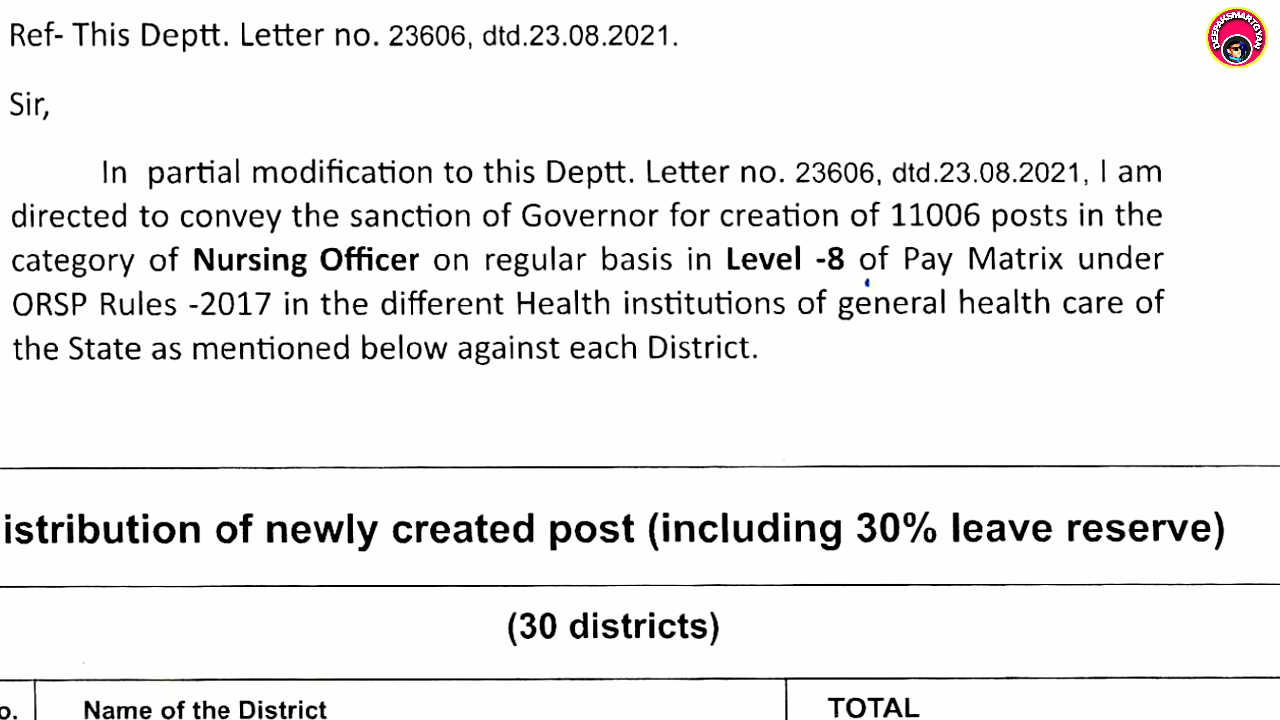 Ref- This Deptt. Letter no. 23606, dtd.23.08.2021.
DEEPAKSMARTGYAN
Sir,
In partial modification to this Deptt. Letter no. 23606, dtd.23.08.2021, I am
directed to convey the sanction of Governor for creation of 11006 posts in the
category of Nursing Officer on regular basis in Level -8 of Pay Matrix under
ORSP Rules -2017 in the different Health institutions of general health care of
the State as mentioned below against each District.
istribution of newly created post (including 30% leave reserve)
(30 districts)
o. Name of the District TOTAL